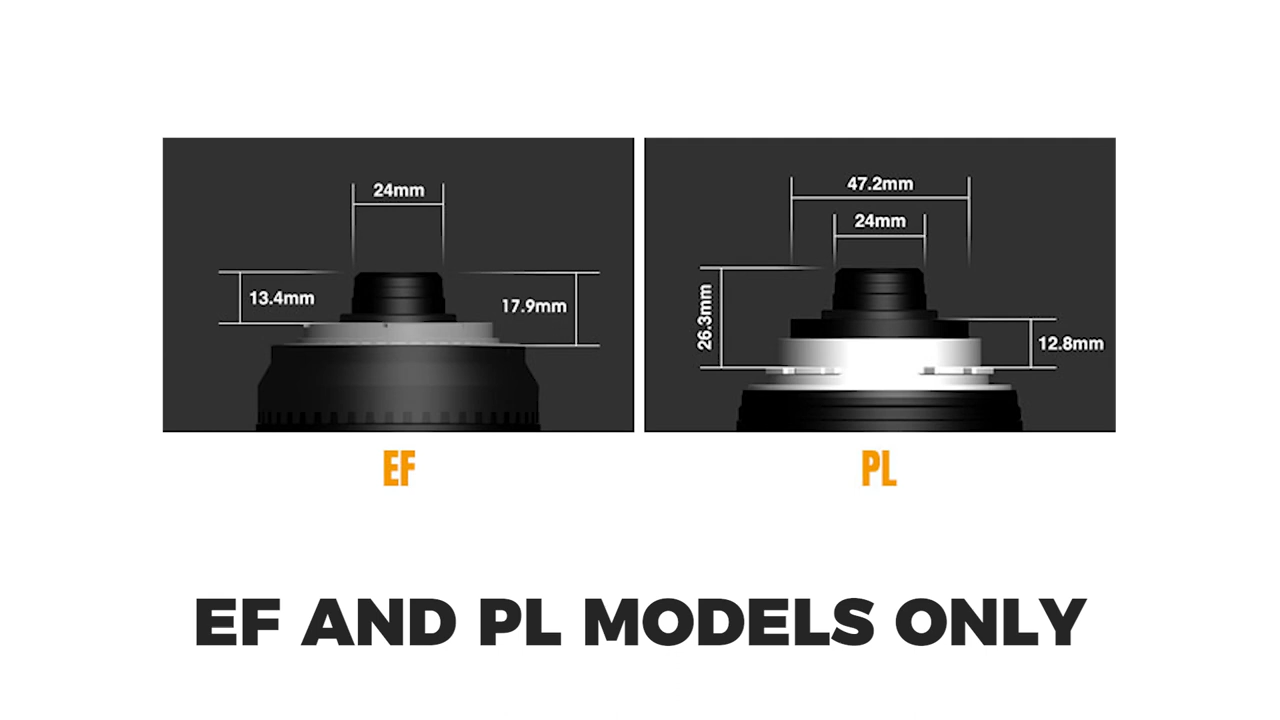 24mm
13.4mm
17.9mm
EF
47.2mm
24mm
26.3mm
12.8mm
PL
EF AND PL MODELS ONLY